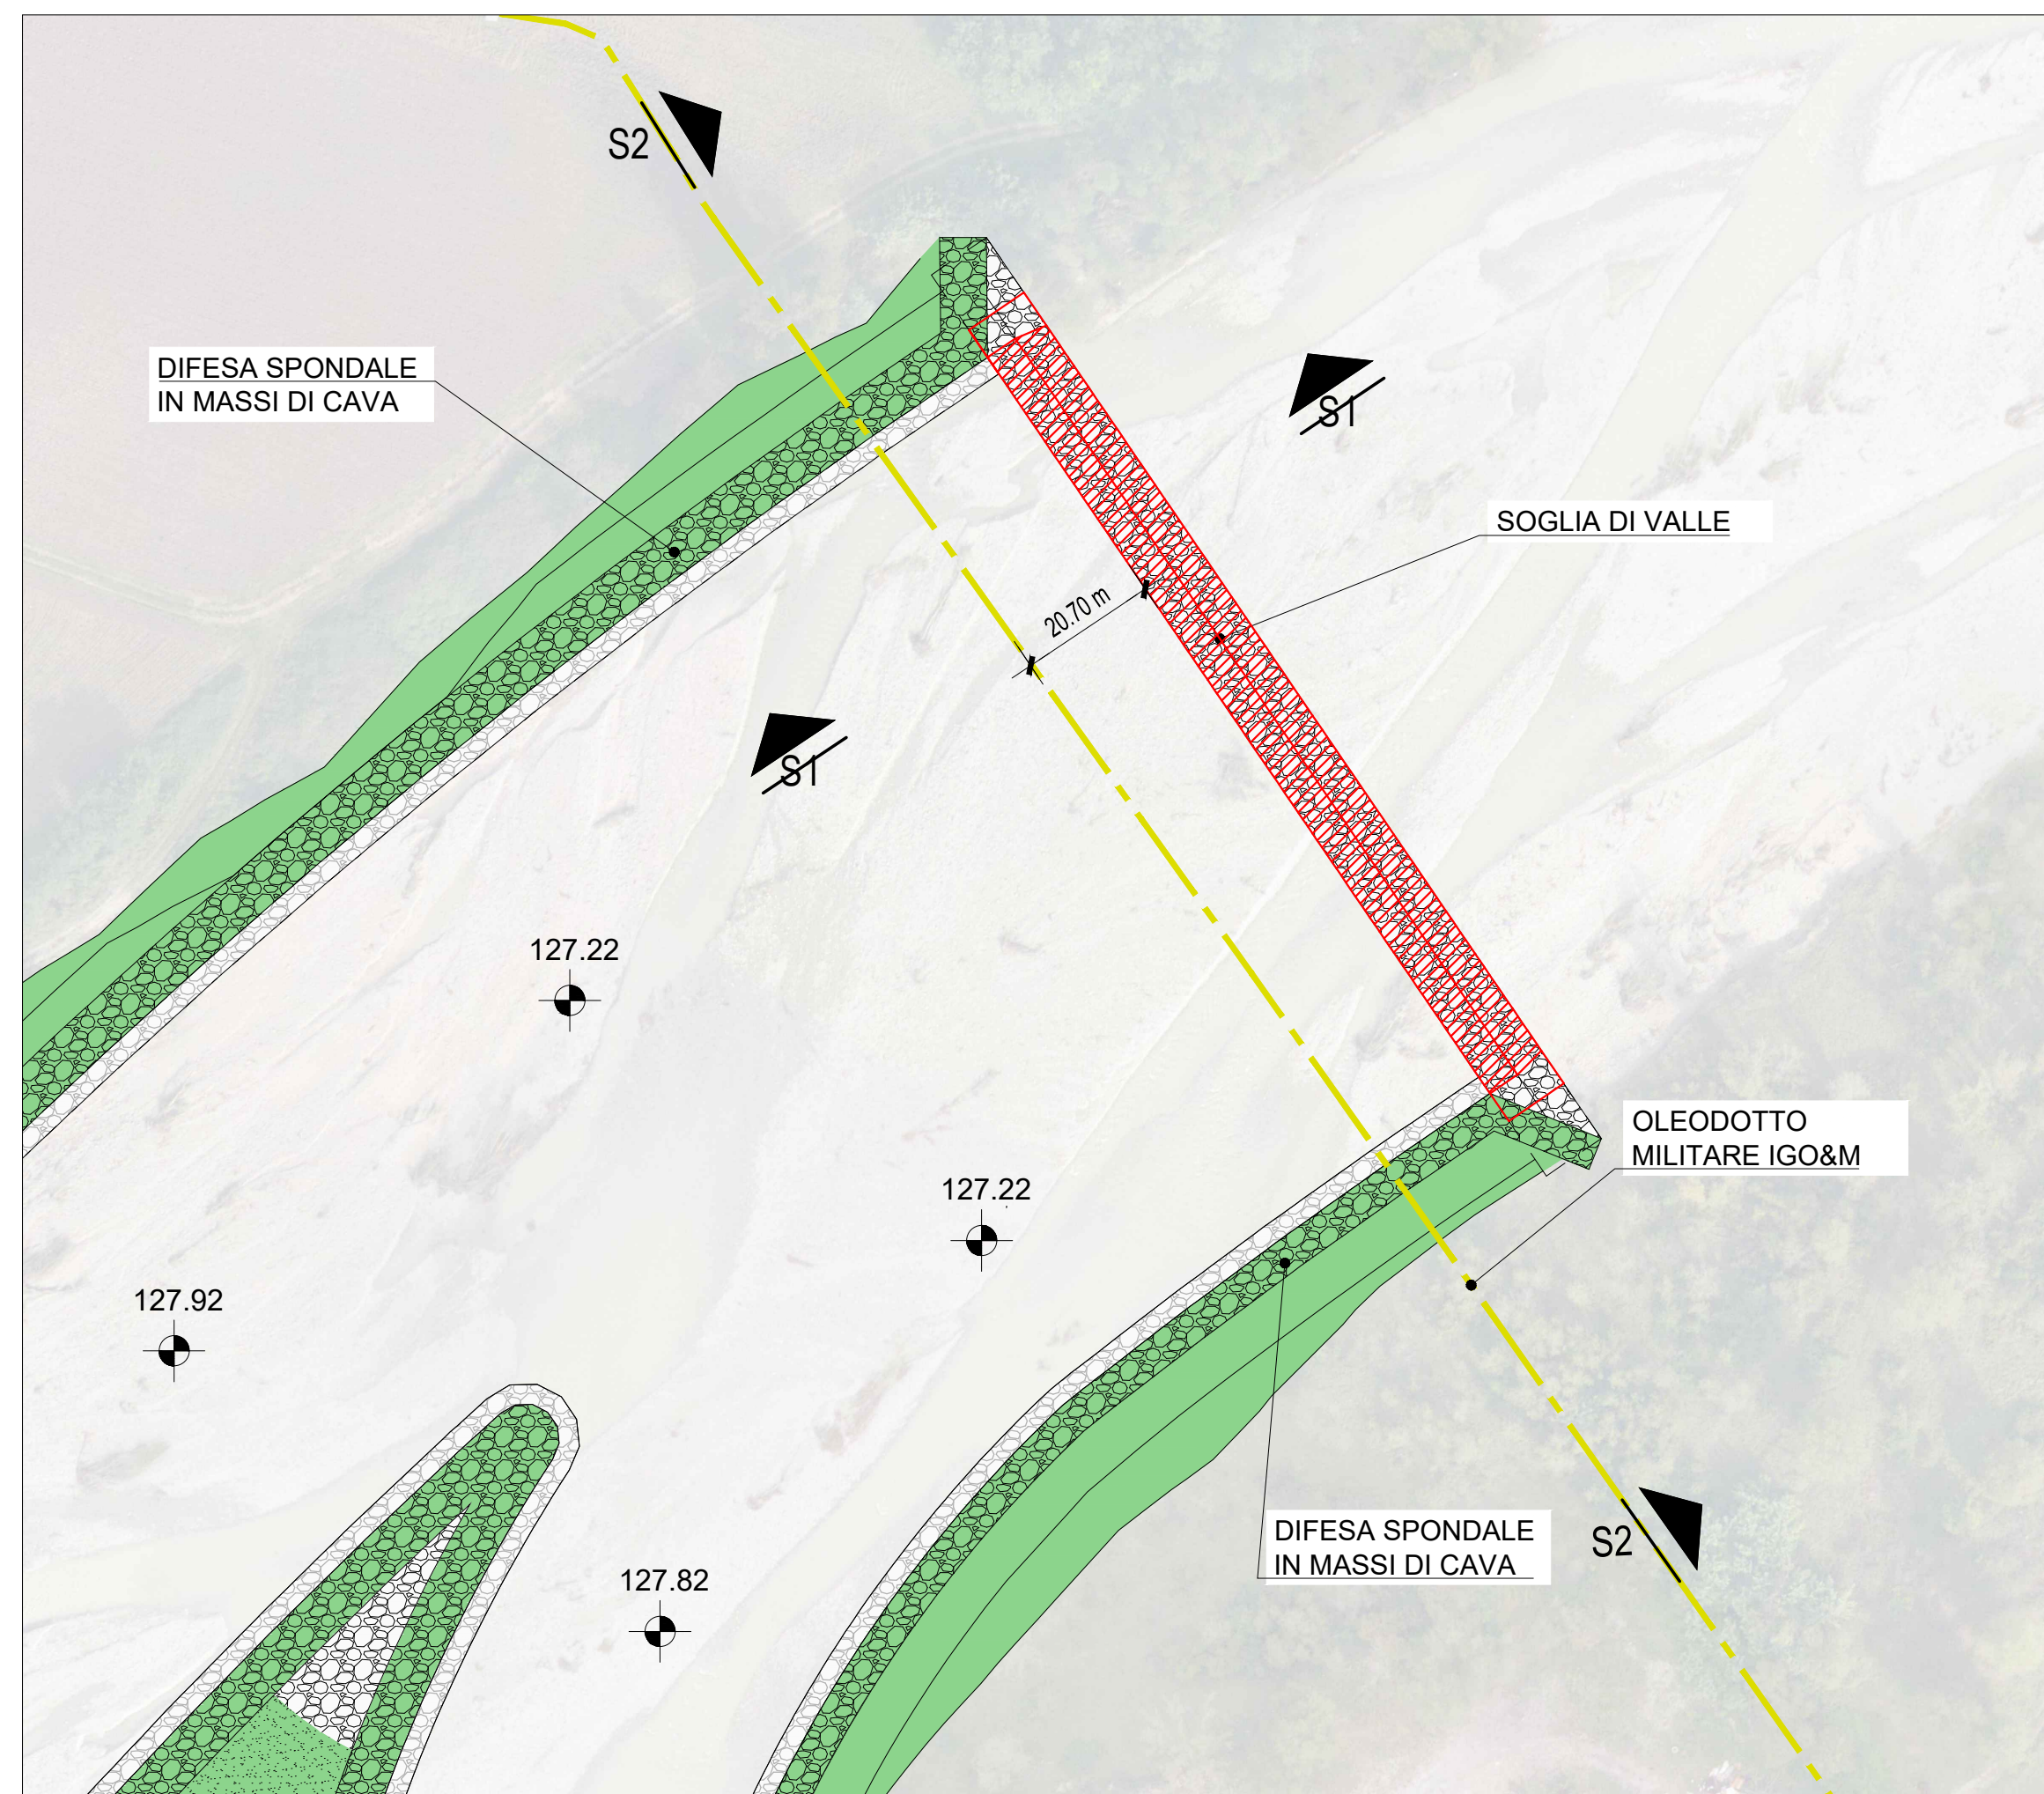 S2
DIFESA SPONDALE
IN MASSI DI CAVA
S1
SOGLIA DI VALLE
20.70 m
S1
127.22
OLEODOTTO
MILITARE IGO&M
127.22
127.92
DIFESA SPONDALE
IN MASSI DI CAVA
S2
127.82